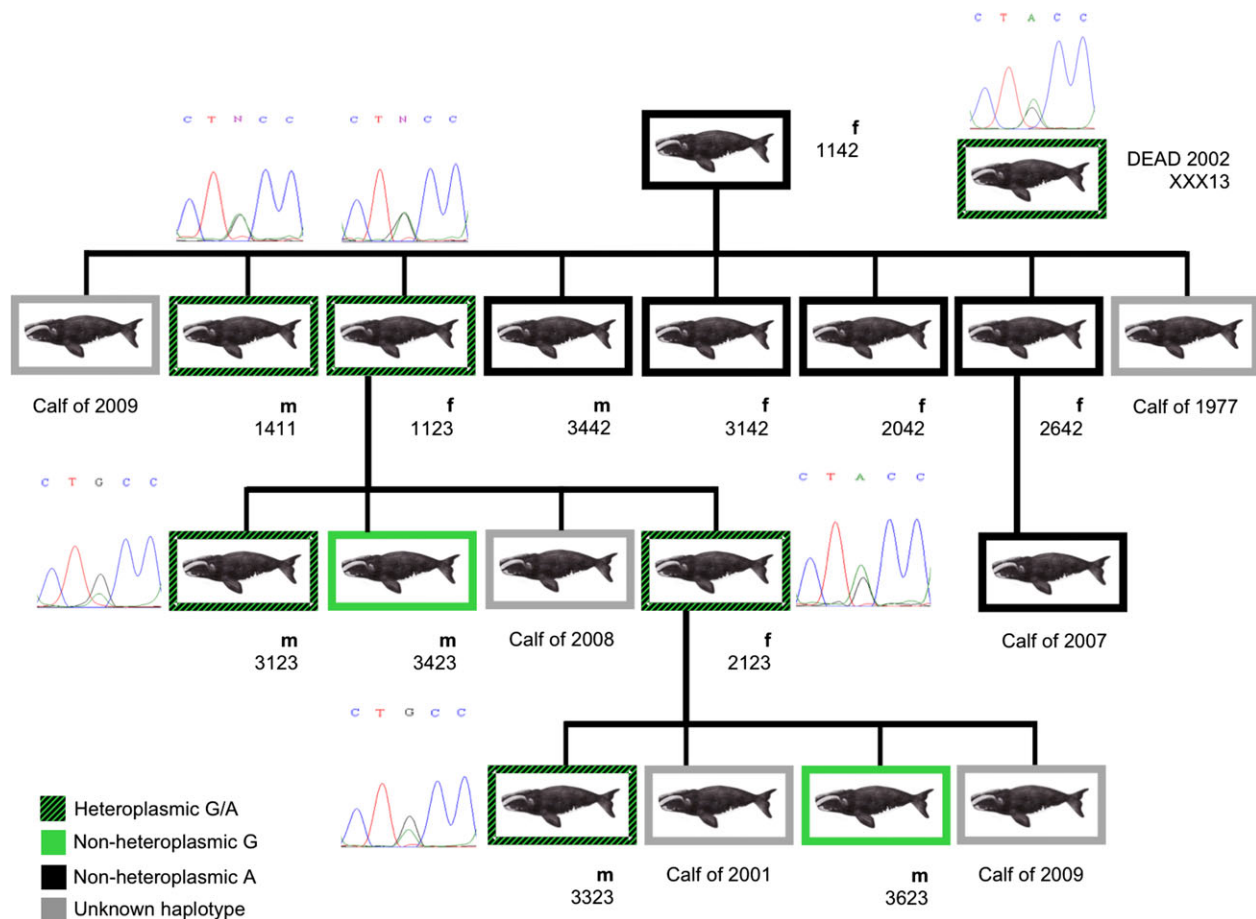 C T A C C
f
1142
DEAD 2002
XXX13
C T N C C
C T N C C
Calf of 2009
m
1411
f
1123
m
3442
f
3142
f
2042
f
2642
Calf of 1977
C T G C C
m
3123
m
3423
Calf of 2008
f
2123
C T A C C
Calf of 2007
C T G C C
m
3323
Calf of 2001
m
3623
Calf of 2009
Heteroplasmic G/A
Non-heteroplasmic G
Non-heteroplasmic A
Unknown haplotype